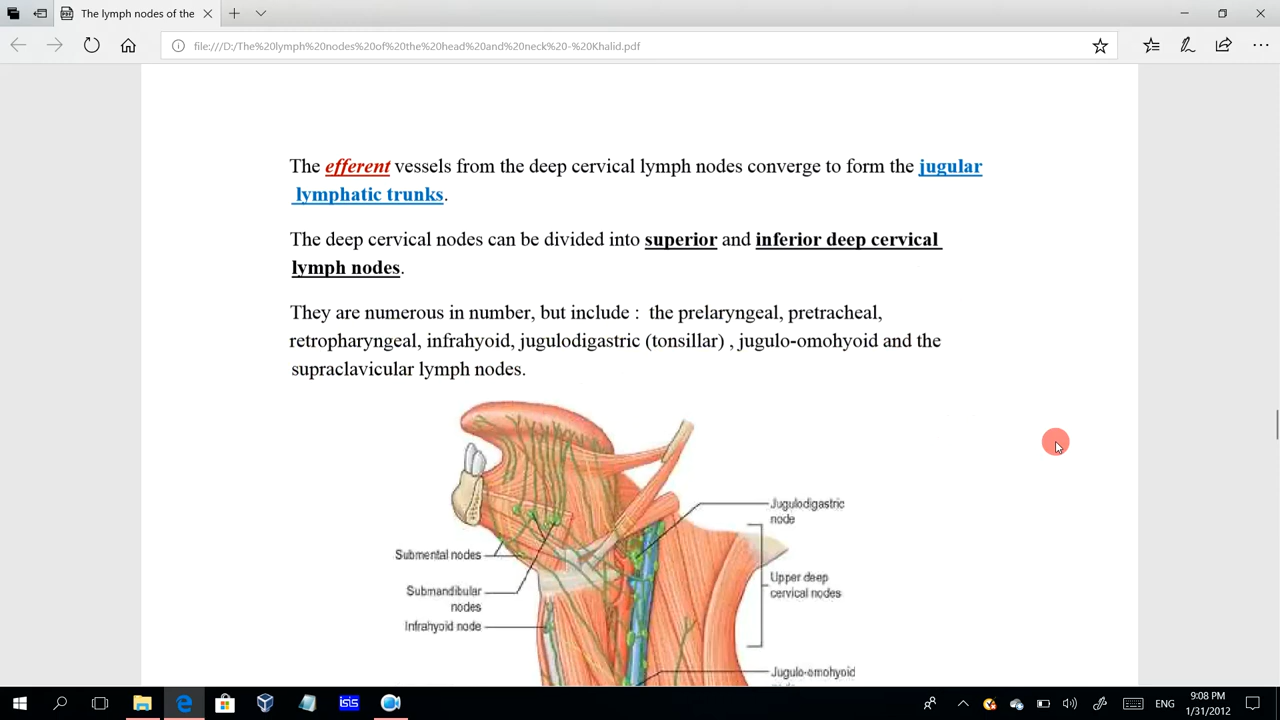 The lymph nodes of the
file:///D:/The%20lymph%20nodes%20of%20the%20head%20and%20neck%20-%20Khalid.pdf
The efferent vessels from the deep cervical lymph nodes converge to form the jugular
lymphatic trunks.
The deep cervical nodes can be divided into superior and inferior deep cervical
lymph nodes.
They are numerous in number, but include :  the prelaryngeal, pretracheal,
retropharyngeal, infrahyoid, jugulodigastric (tonsillar) , jugulo-omohyoid and the
supraclavicular lymph nodes.
Jugulodigastric
node
Submental nodes
Upper deep
cervical nodes
Submandibular
nodes
Infrahyoid node
Jugulo-omohyoid
ISIS
ENG
9:08 PM
1/31/2012